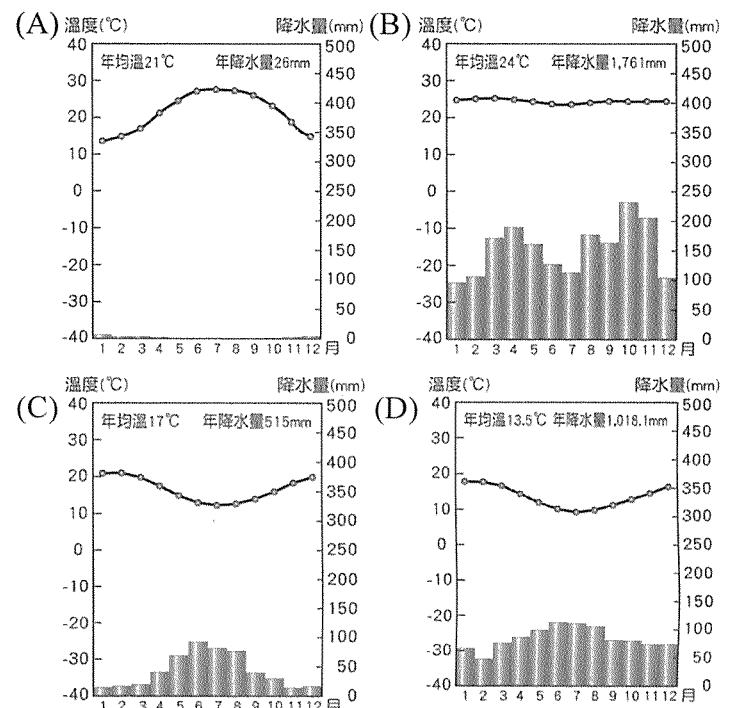 (A) 溫度(℃) 降水量(mm)
年均溫21℃ 年降水量26mm
40 30 20 10 0 -10 -20 -30 -40
500 450 400 350 300 250 200 150 100 50 0
1 2 3 4 5 6 7 8 9 10 11 12 月
(B) 溫度(℃) 降水量(mm)
年均溫24℃ 年降水量1,761mm
40 30 20 10 0 -10 -20 -30 -40
500 450 400 350 300 250 200 150 100 50 0
1 2 3 4 5 6 7 8 9 10 11 12 月
(C) 溫度(℃) 降水量(mm)
年均溫17℃ 年降水量515mm
40 30 20 10 0 -10 -20 -30 -40
500 450 400 350 300 250 200 150 100 50 0
1 2 3 4 5 6 7 8 9 10 11 12 月
(D) 溫度(℃) 降水量(mm)
年均溫13.5℃ 年降水量1,018.1mm
40 30 20 10 0 -10 -20 -30 -40
500 450 400 350 300 250 200 150 100 50 0
1 2 3 4 5 6 7 8 9 10 11 12 月